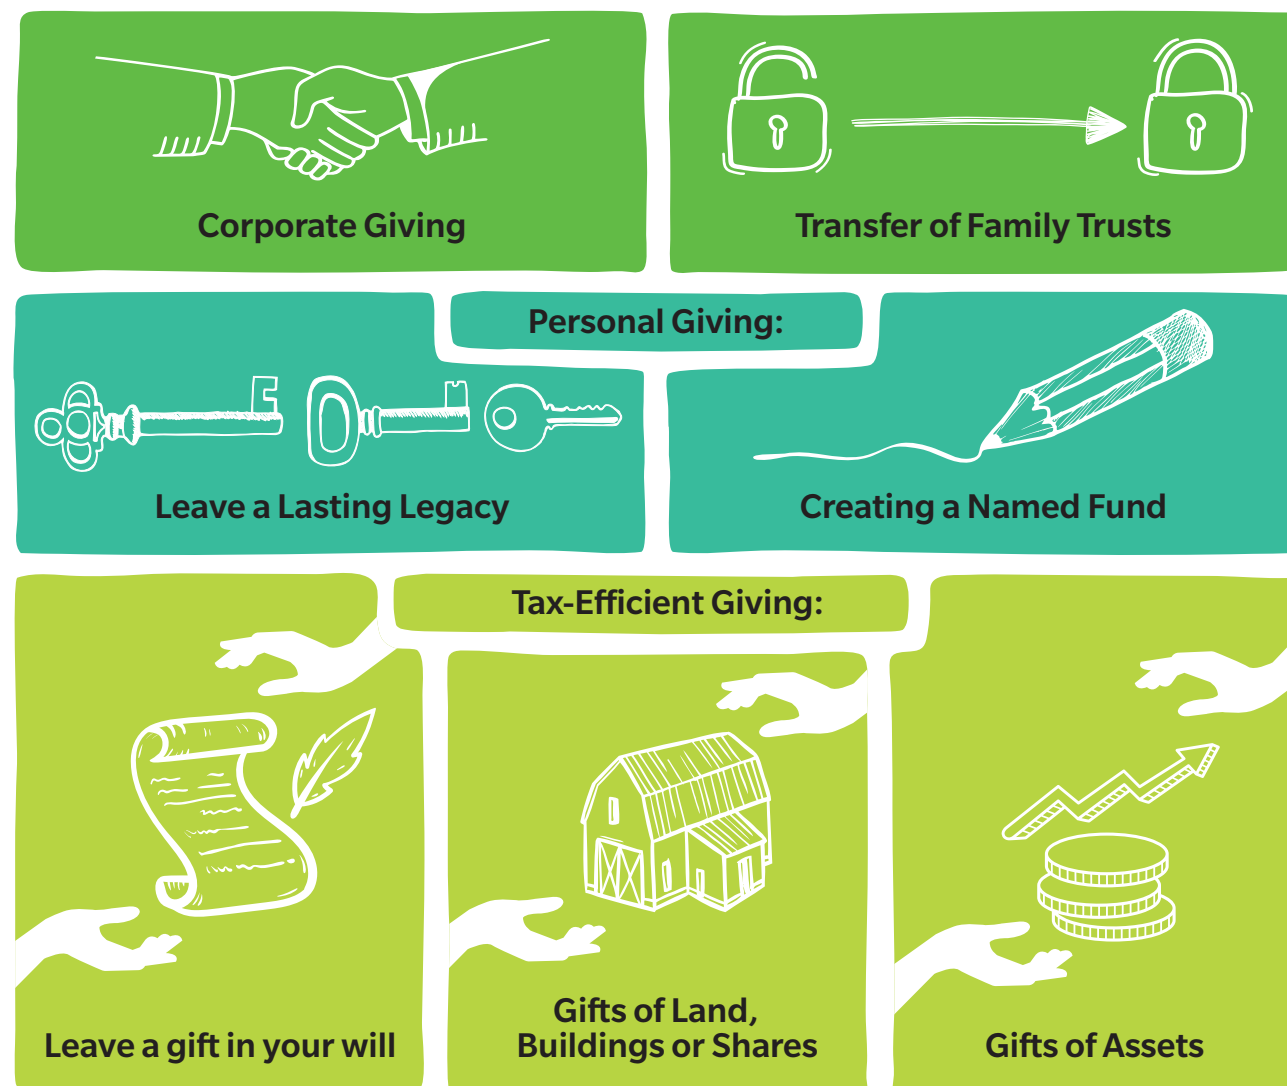 Corporate Giving
Transfer of Family Trusts
Personal Giving:
Leave a Lasting Legacy
Creating a Named Fund
Tax-Efficient Giving:
Leave a gift in your will
Gifts of Land,
Buildings or Shares
Gifts of Assets